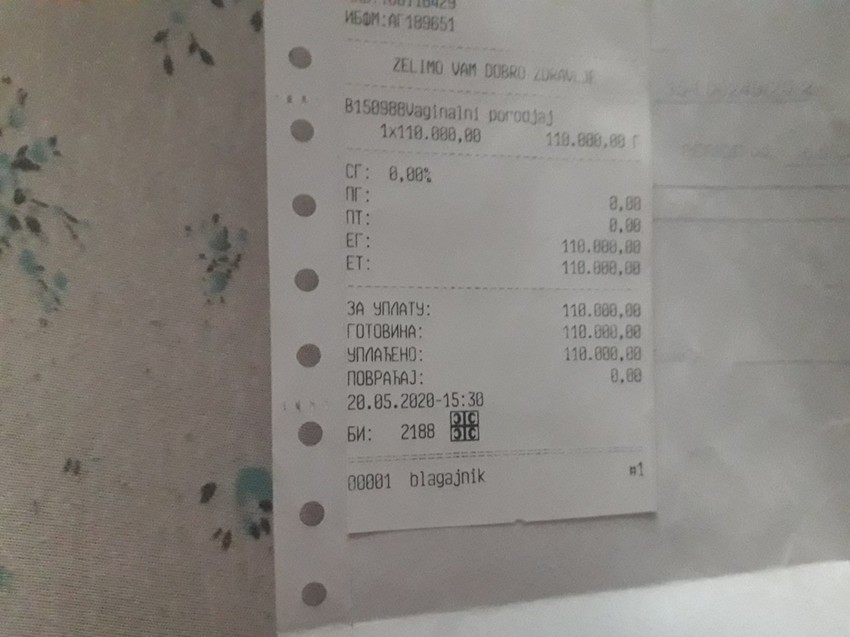 ИБФМ:АГ189651
ZELIMO VAM DOBRO ZDRAVLJE
B150988Vaginalni porodjaj
1x110.000,00 110.000,00 Г
СГ: 0,00%
ПГ: 0,00
ПТ: 0,00
ЕГ: 110.000,00
ЕТ: 110.000,00
ЗА УПЛАТУ: 110.000,00
ГОТОВИНА: 110.000,00
УПЛАЋЕНО: 110.000,00
ПОВРАЋАЈ: 0,00
20.05.2020-15:30
БИ: 2188
00001 blagajnik ¤1